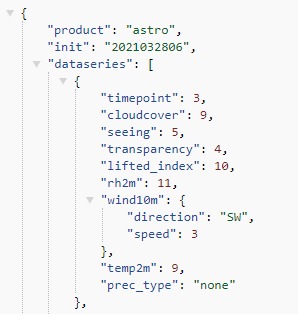 {
"product": "astro",
"init": "2021032806",
"dataseries": [
{
"timepoint": 3,
"cloudcover": 9,
"seeing": 5,
"transparency": 4,
"lifted_index": 10,
"rh2m": 11,
"wind10m": {
"direction": "SW",
"speed": 3
},
"temp2m": 9,
"prec_type": "none"
},